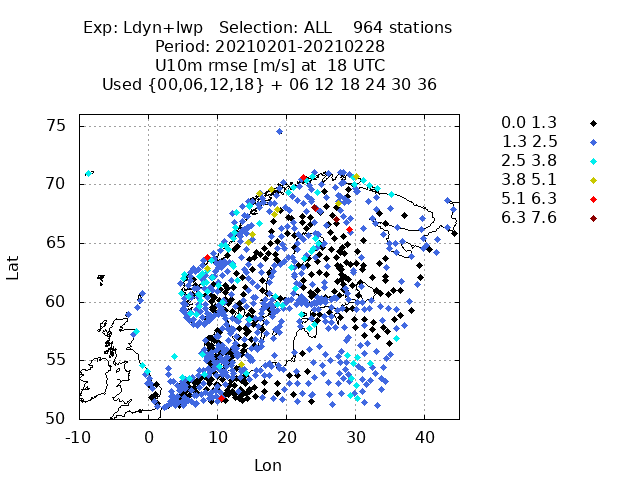 Exp: Ldyn+lwp   Selection: ALL    964 stations
Period: 20210201-20210228
U10m rmse [m/s] at  18 UTC
Used {00,06,12,18} + 06 12 18 24 30 36
0.0 1.3
1.3 2.5
2.5 3.8
3.8 5.1
5.1 6.3
6.3 7.6
75
70
65
60
55
50
Lat
-10 0 10 20 30 40
Lon